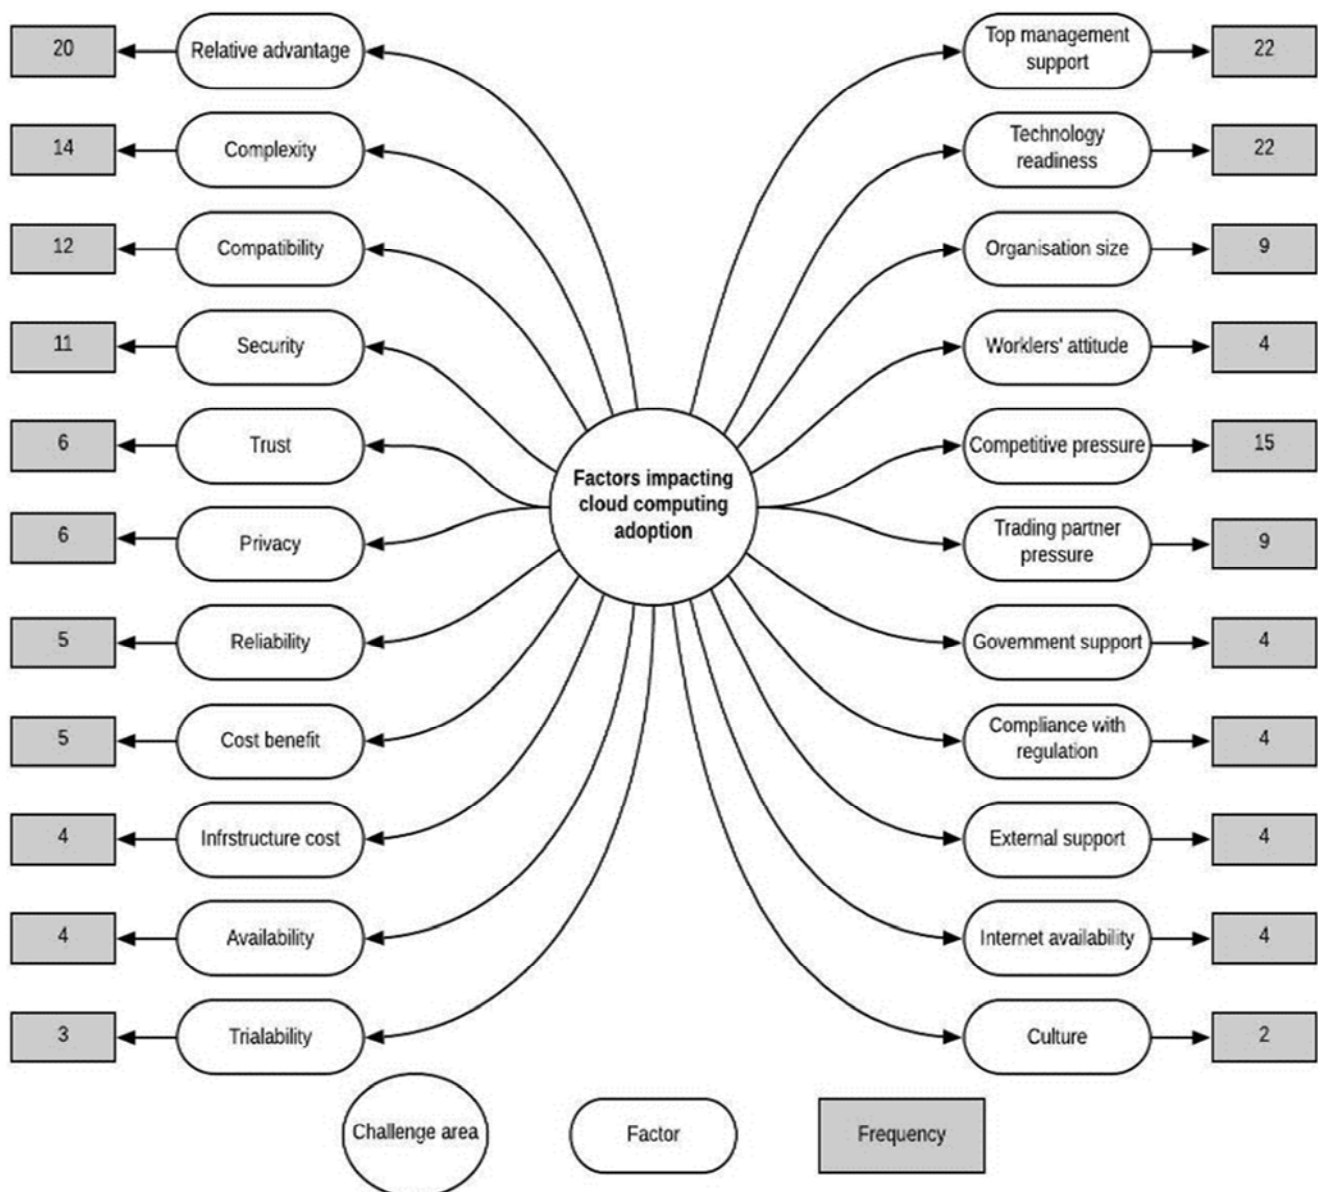 20
Relative advantage
Top management
support
22
14
Complexity
Technology
readiness
22
12
Compatibility
Organisation size
9
11
Security
Worklers' attitude
4
6
Trust
Competitive pressure
15
Factors impacting
cloud computing
adoption
6
Privacy
Trading partner
pressure
9
5
Reliability
Government support
4
5
Cost benefit
Compliance with
regulation
4
4
Infrstructure cost
External support
4
4
Availability
Internet availability
4
3
Trialability
Culture
2
Challenge area
Factor
Frequency